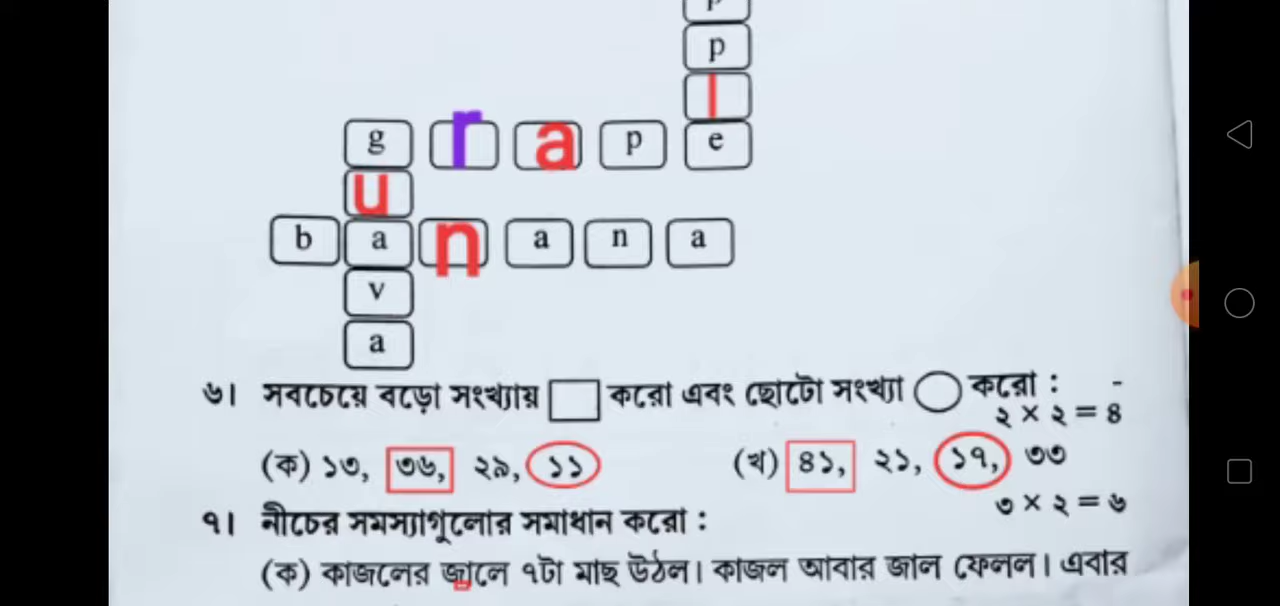 p
p
l
g r a p e
u
b a n a n a
v
a
৬। সবচেয়ে বড়ো সংখ্যায় □ করো এবং ছোটো সংখ্যা ○ করো : -
২ × ২ = ৪
(ক) ১৩, ৩৬, ২৯, ১১ (খ) ৪১, ২১, ১৭, ৩৩
৩ × ২ = ৬
৭। নীচের সমস্যাগুলোর সমাধান করো :
(ক) কাজলের জালে ৭টা মাছ উঠল। কাজল আবার জাল ফেলল। এবার